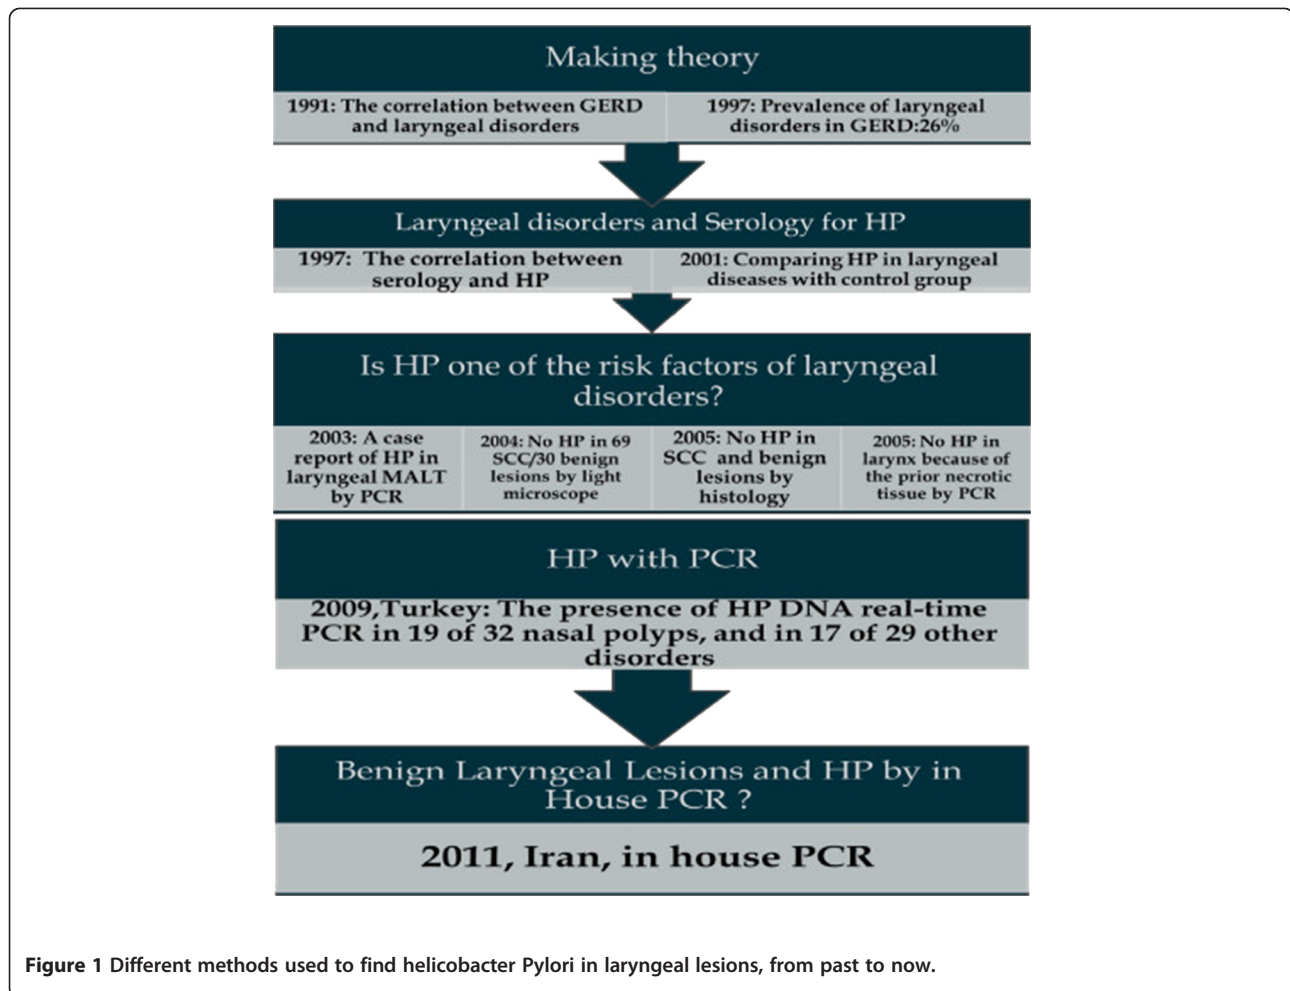 Making theory
1991: The correlation between GERD
and laryngeal disorders
1997: Prevalence of laryngeal
disorders in GERD:26%
Laryngeal disorders and Serology for HP
1997: The correlation between
serology and HP
2001: Comparing HP in laryngeal
diseases with control group
Is HP one of the risk factors of laryngeal
disorders?
2003: A case
report of HP in
laryngeal MALT
by PCR
2004: No HP in 69
SCC/30 benign
lesions by light
microscope
2005: No HP in
SCC and benign
lesions by
histology
2005: No HP in
larynx because of
the prior necrotic
tissue by PCR
HP with PCR
2009,Turkey: The presence of HP DNA real-time
PCR in 19 of 32 nasal polyps, and in 17 of 29 other
disorders
Benign Laryngeal Lesions and HP by in
House PCR ?
2011, Iran, in house PCR
Figure 1 Different methods used to find helicobacter Pylori in laryngeal lesions, from past to now.